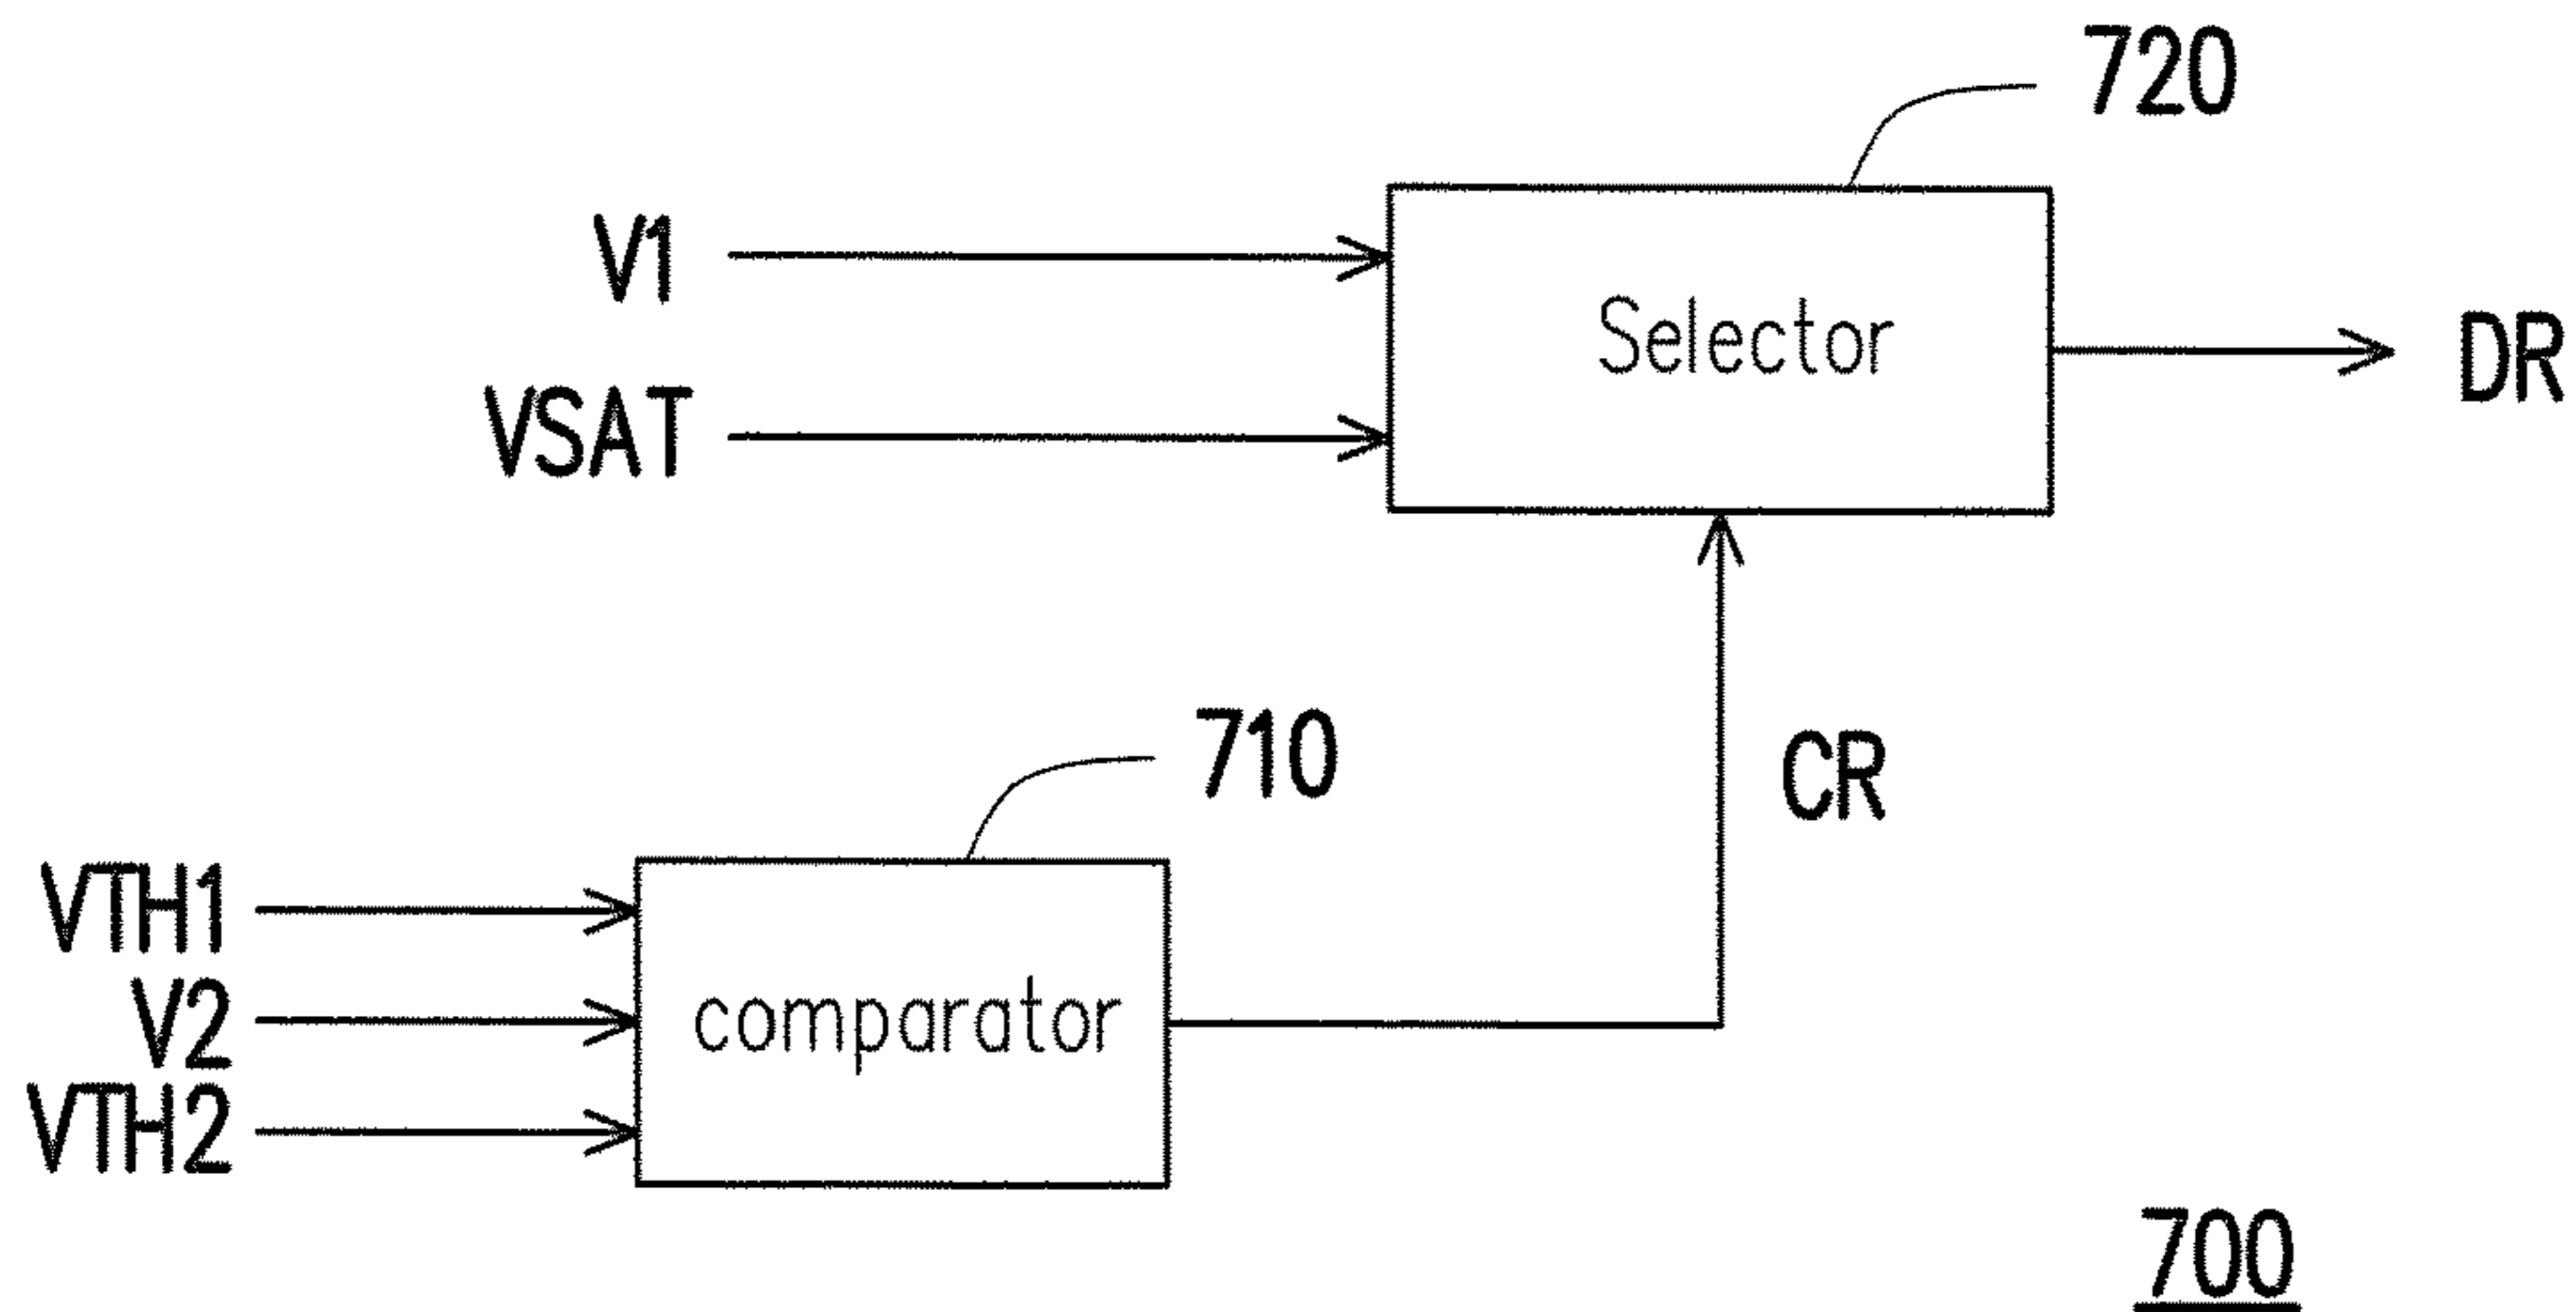 720
V1
Selector
DR
VSAT
710
CR
VTH1
V2
comparator
VTH2
700